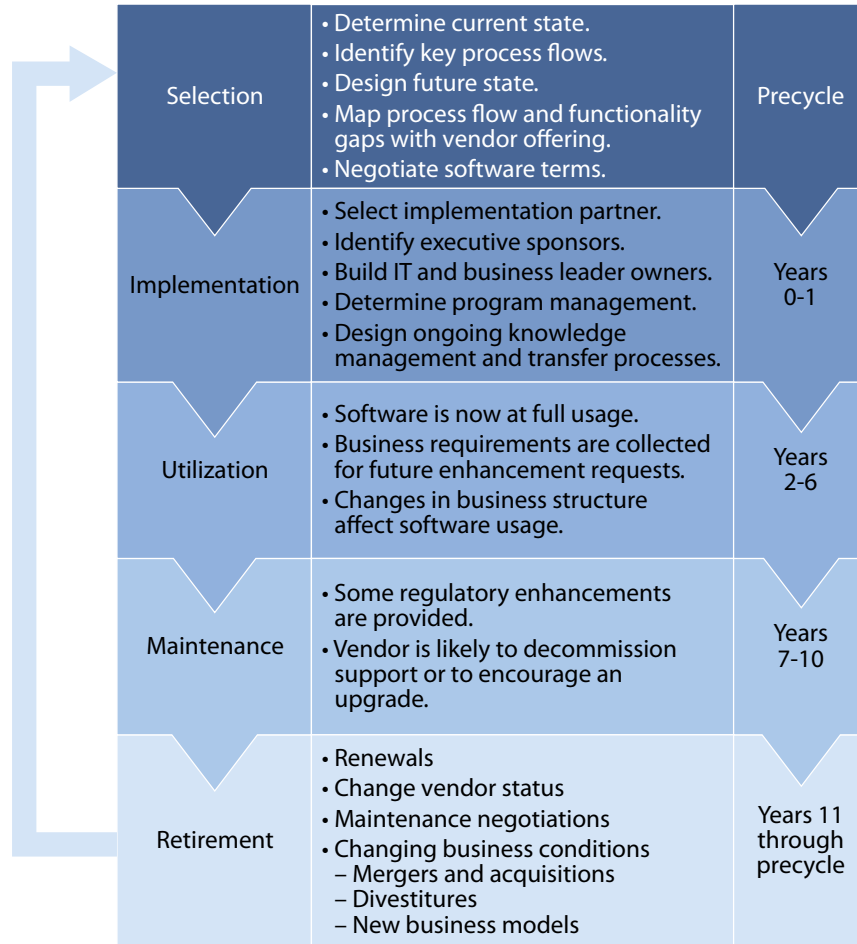 Selection
• Determine current state.
• Identify key process flows.
• Design future state.
• Map process flow and functionality
gaps with vendor offering.
• Negotiate software terms.
Precycle
Implementation
• Select implementation partner.
• Identify executive sponsors.
• Build IT and business leader owners.
• Determine program management.
• Design ongoing knowledge
management and transfer processes.
Years
0-1
Utilization
• Software is now at full usage.
• Business requirements are collected
for future enhancement requests.
• Changes in business structure
affect software usage.
Years
2-6
Maintenance
• Some regulatory enhancements
are provided.
• Vendor is likely to decommission
support or to encourage an
upgrade.
Years
7-10
Retirement
• Renewals
• Change vendor status
• Maintenance negotiations
• Changing business conditions
– Mergers and acquisitions
– Divestitures
– New business models
Years 11
through
precycle